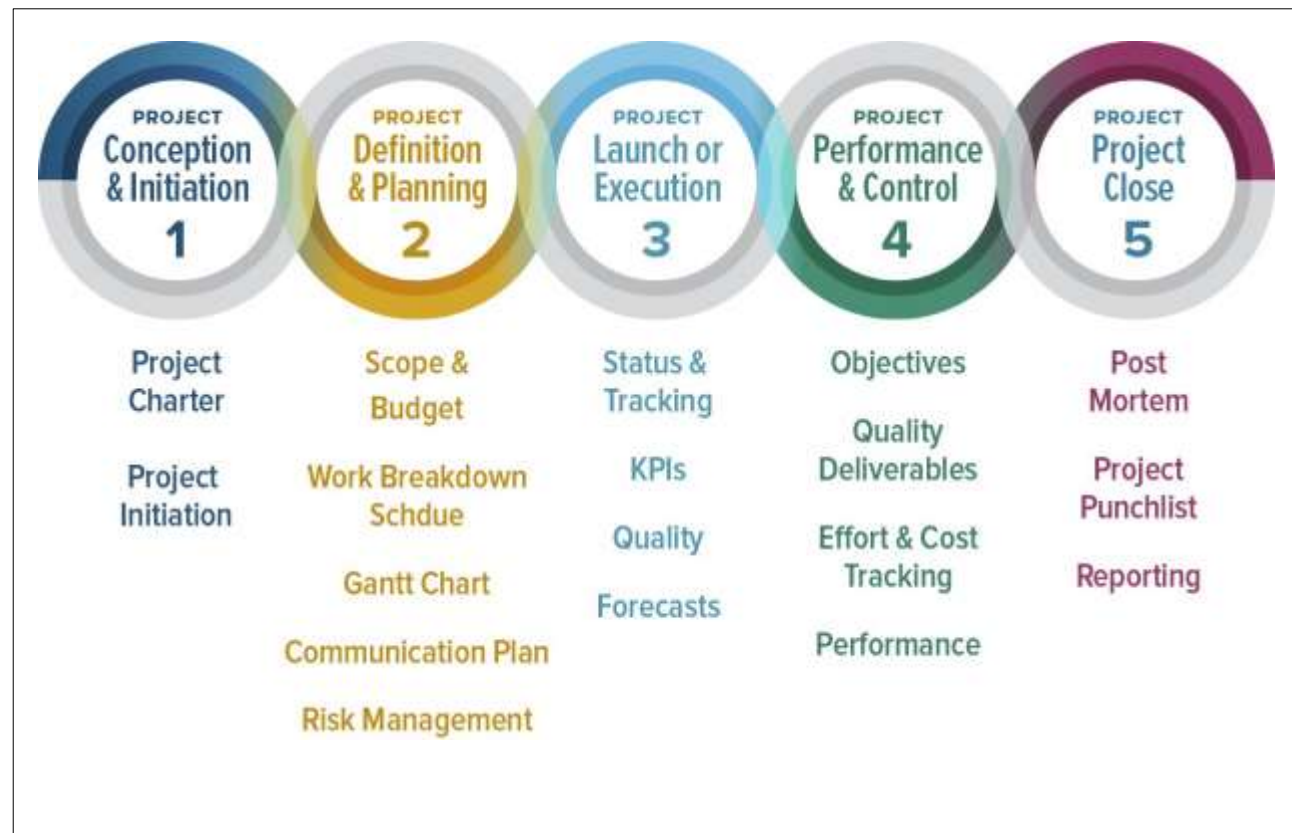 PROJECT
Conception
& Initiation
1
PROJECT
Definition
& Planning
2
PROJECT
Launch or
Execution
3
PROJECT
Performance
& Control
4
PROJECT
Project
Close
5
Project
Charter
Project
Initiation
Scope &
Budget
Work Breakdown
Schdue
Gantt Chart
Communication Plan
Risk Management
Status &
Tracking
KPIs
Quality
Forecasts
Objectives
Quality
Deliverables
Effort & Cost
Tracking
Performance
Post
Mortem
Project
Punchlist
Reporting